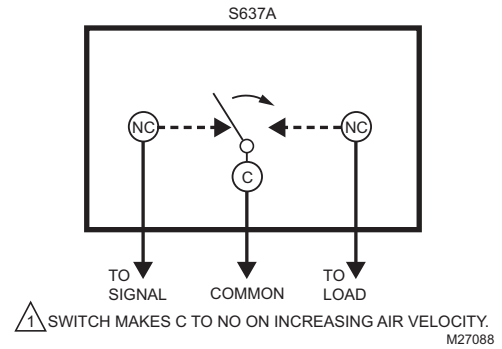 S637A
NC
NC
C
TO SIGNAL
COMMON
TO LOAD
1 SWITCH MAKES C TO NO ON INCREASING AIR VELOCITY.
M27088